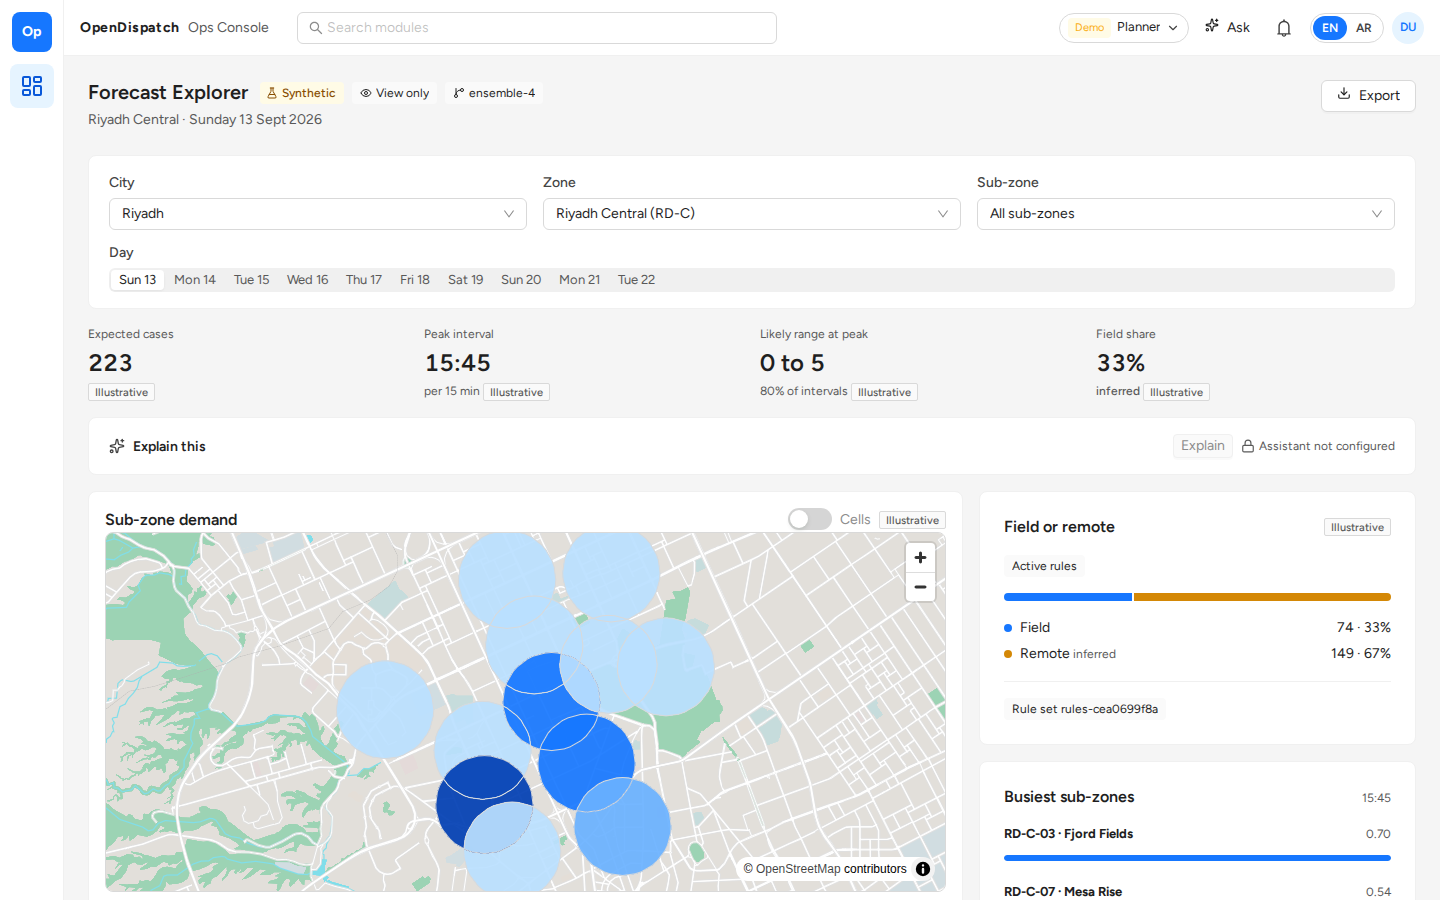 Op
OpenDispatch Ops Console
Search modules
Demo Planner
Ask
EN AR
DU
Forecast Explorer
Synthetic
View only
ensemble-4
Export
Riyadh Central · Sunday 13 Sept 2026
City
Zone
Sub-zone
Riyadh
Riyadh Central (RD-C)
All sub-zones
Day
Sun 13 Mon 14 Tue 15 Wed 16 Thu 17 Fri 18 Sat 19 Sun 20 Mon 21 Tue 22
Expected cases
223
Illustrative
Peak interval
15:45
per 15 min Illustrative
Likely range at peak
0 to 5
80% of intervals Illustrative
Field share
33%
inferred Illustrative
Explain this
Explain
Assistant not configured
Sub-zone demand
Cells
Illustrative
© OpenStreetMap contributors
Field or remote
Illustrative
Active rules
Field 74 · 33%
Remote inferred 149 · 67%
Rule set rules-cea0699f8a
Busiest sub-zones 15:45
RD-C-03 · Fjord Fields 0.70
RD-C-07 · Mesa Rise 0.54